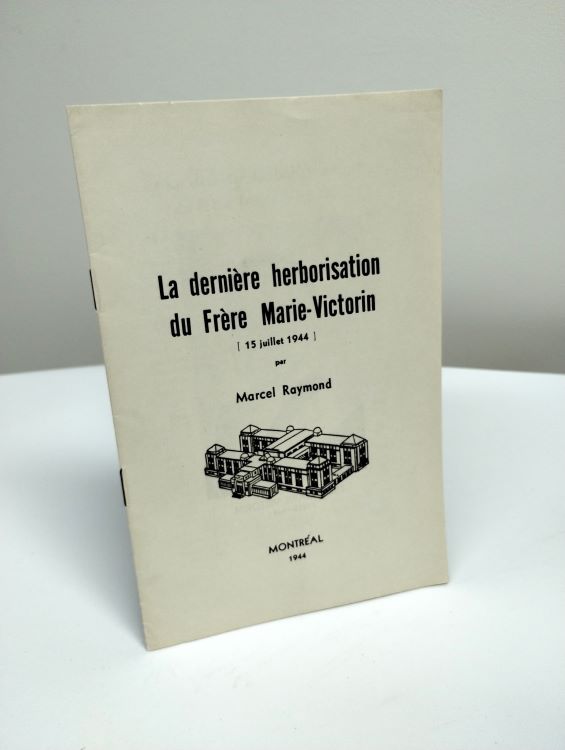 La dernière herborisation
du Frère Marie-Victorin
[ 15 juillet 1944 ]
par
Marcel Raymond
MONTRÉAL
1944